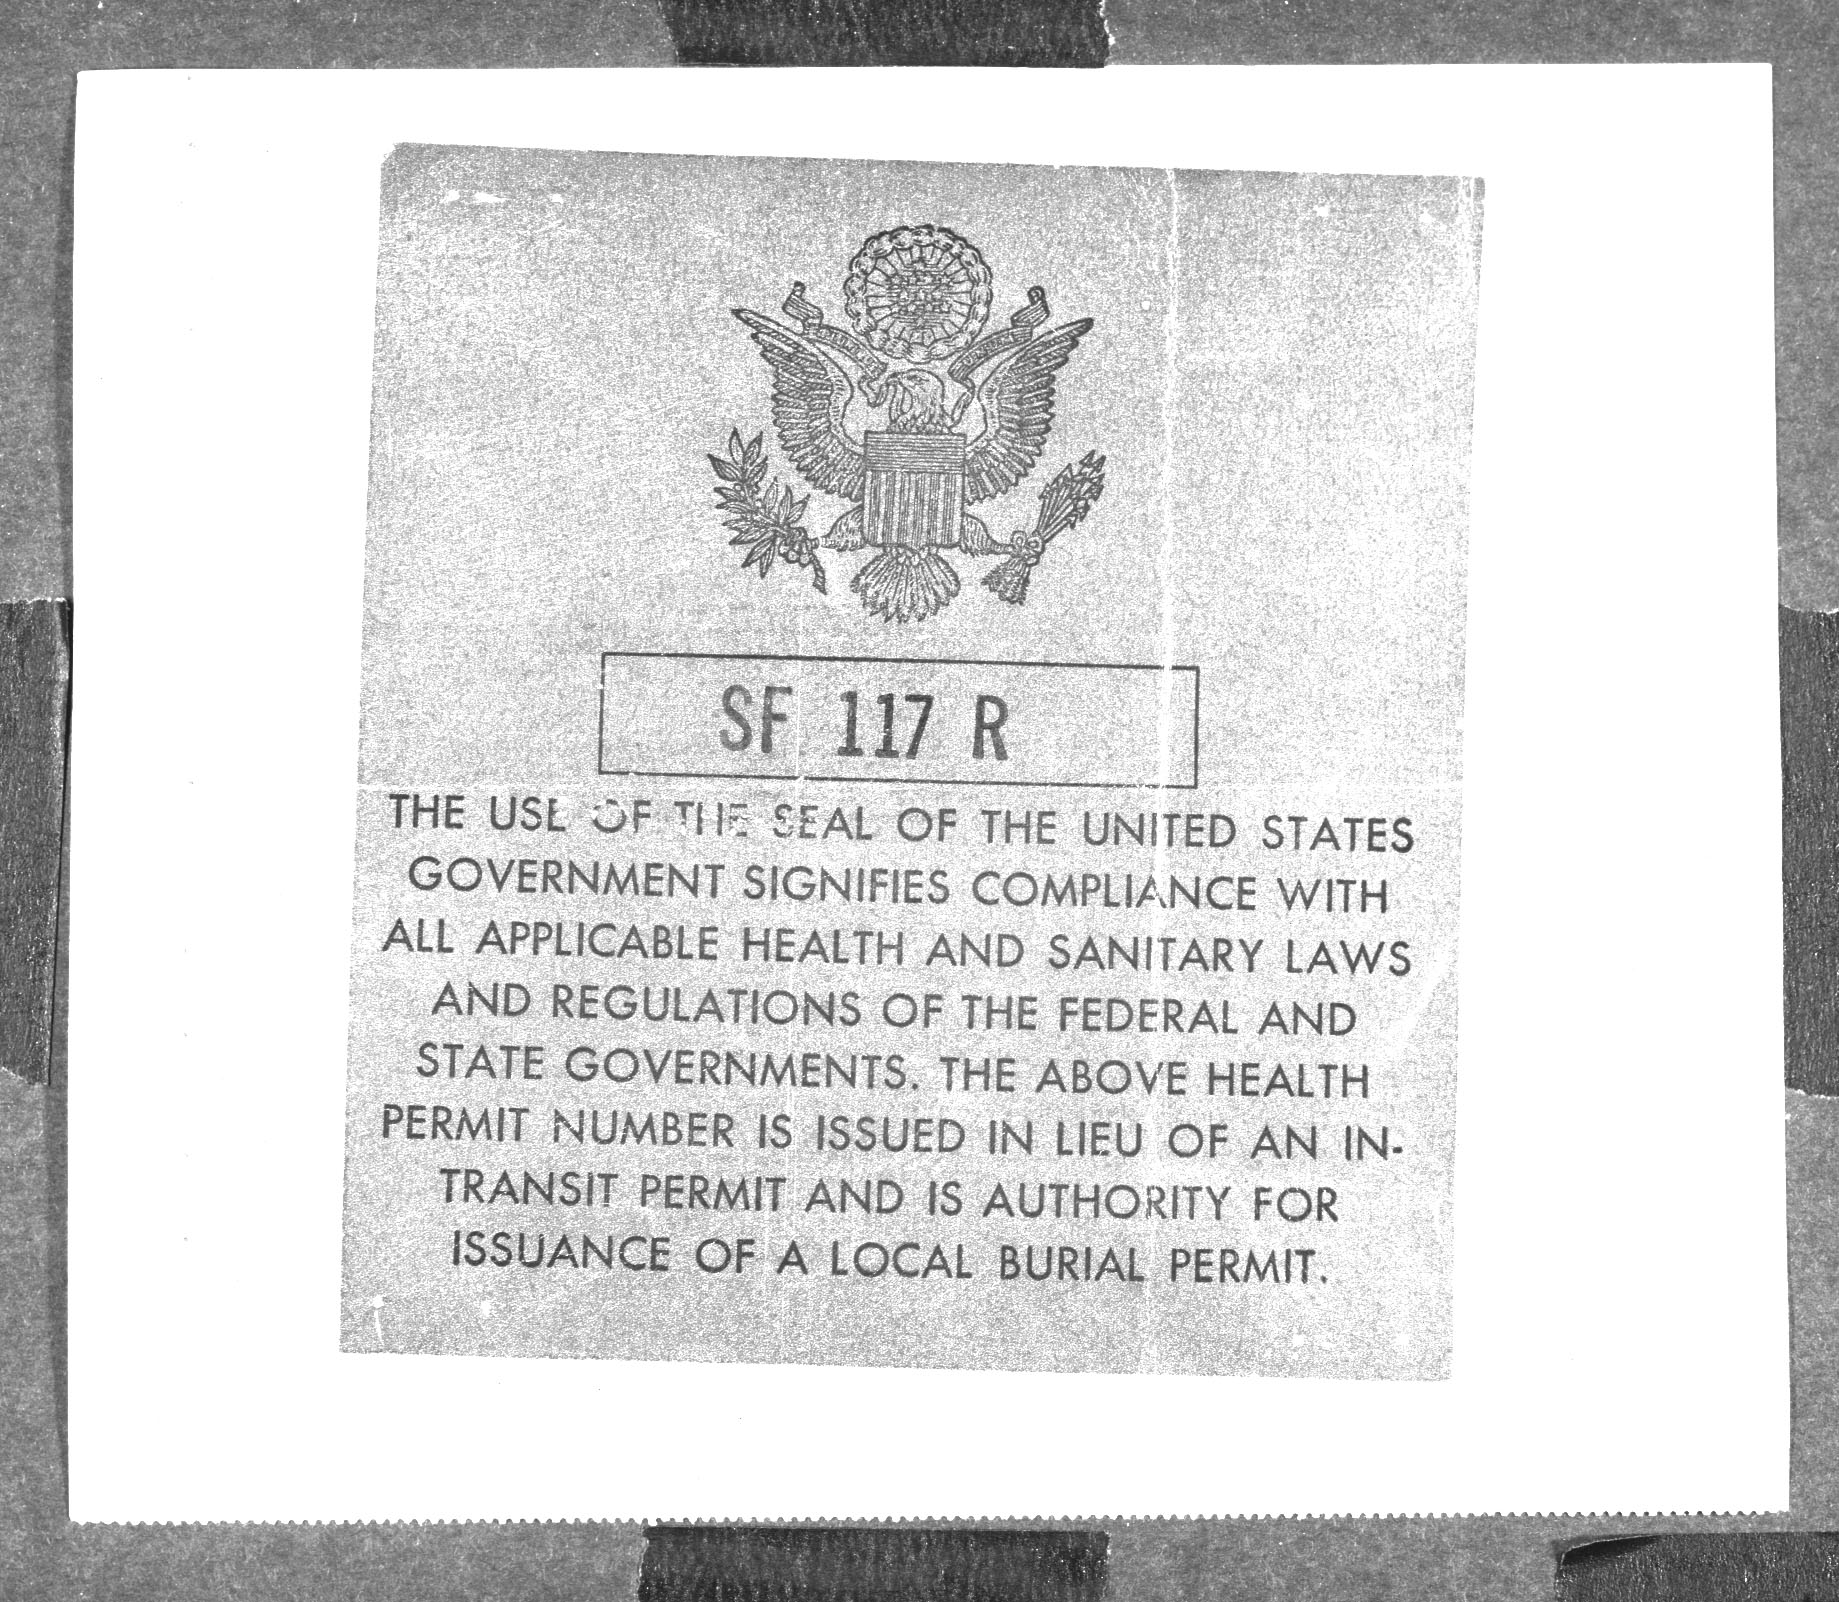 SF 117 R
THE USE OF THE SEAL OF THE UNITED STATES
GOVERNMENT SIGNIFIES COMPLIANCE WITH
ALL APPLICABLE HEALTH AND SANITARY LAWS
AND REGULATIONS OF THE FEDERAL AND
STATE GOVERNMENTS. THE ABOVE HEALTH
PERMIT NUMBER IS ISSUED IN LIEU OF AN IN-
TRANSIT PERMIT AND IS AUTHORITY FOR
ISSUANCE OF A LOCAL BURIAL PERMIT.